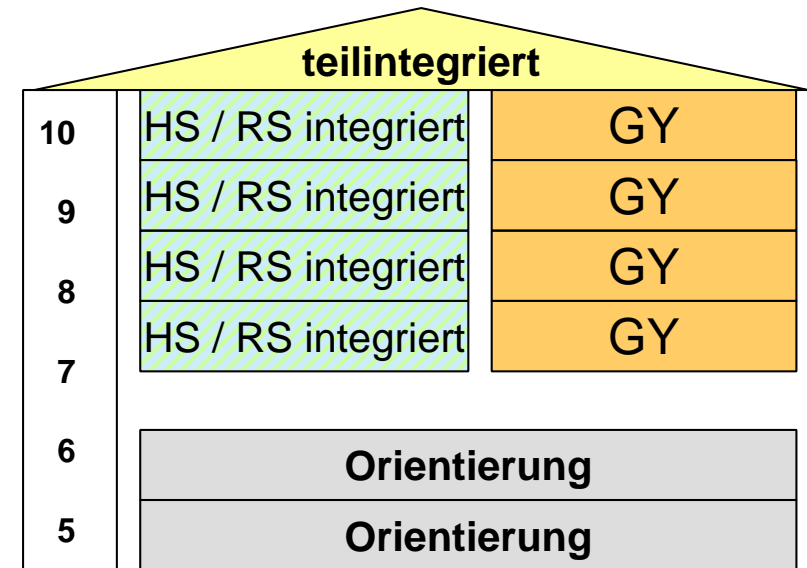 teilintegriert
10 HS / RS integriert GY
9 HS / RS integriert GY
8 HS / RS integriert GY
7 HS / RS integriert GY
6 Orientierung
5 Orientierung